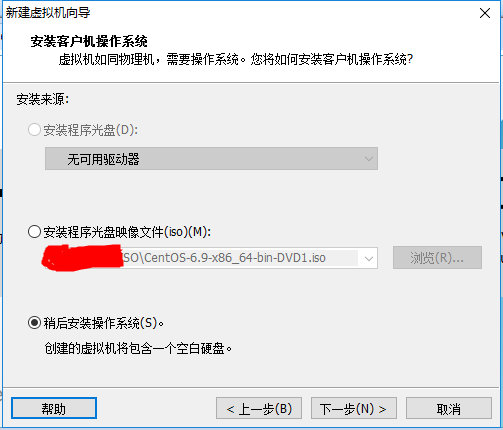 新建虚拟机向导
安装客户机操作系统
虚拟机如同物理机，需要操作系统。您将如何安装客户机操作系统?
安装来源:
安装程序光盘(D):
无可用驱动器
安装程序光盘映像文件(iso)(M):
SO\CentOS-6.9-x86_64-bin-DVD1.iso
浏览(R)...
稍后安装操作系统(S)。
创建的虚拟机将包含一个空白硬盘。
帮助
< 上一步(B)
下一步(N) >
取消